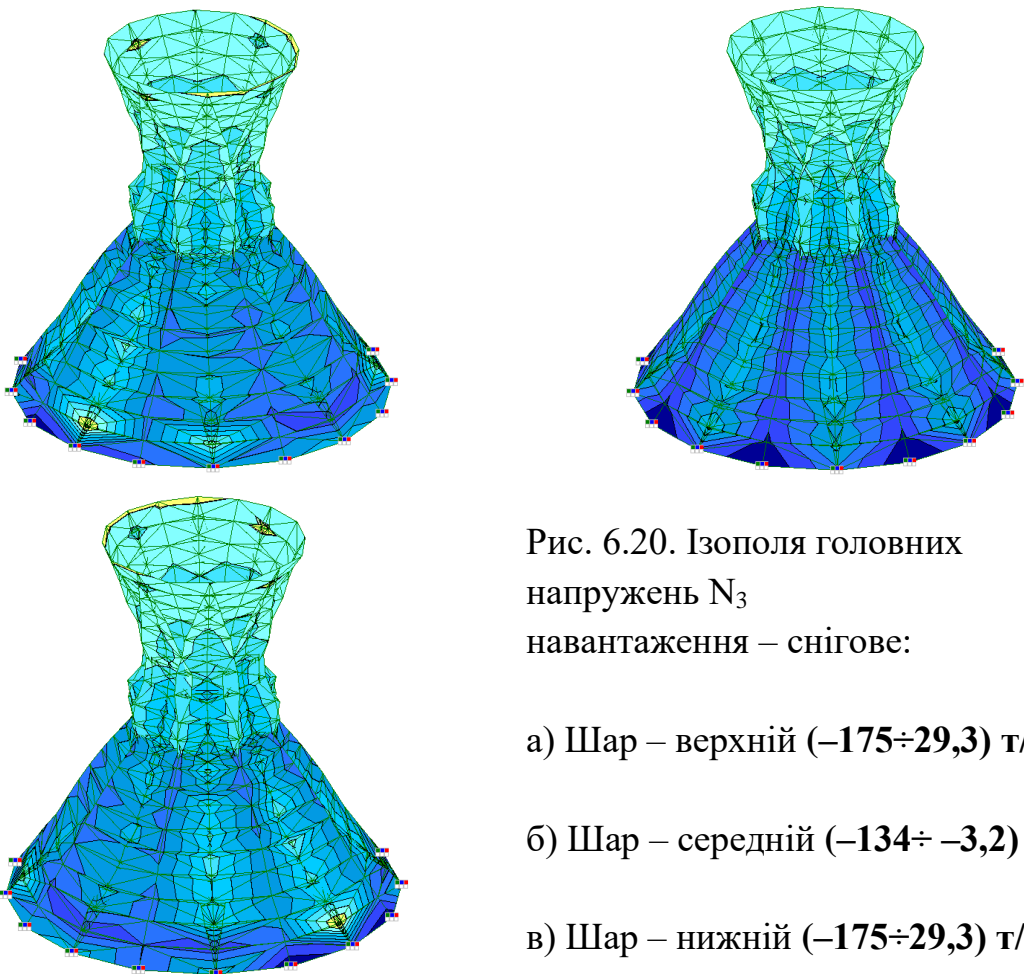 Рис. 6.20. Ізополя головних
напружень N₃
навантаження – снігове:
а) Шар – верхній (–175÷29,3) т/
б) Шар – середній (–134÷ –3,2)
в) Шар – нижній (–175÷29,3) т/